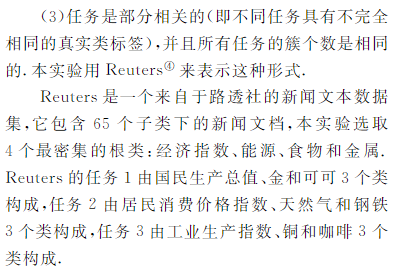 (3)任务是部分相关的(即不同任务具有不完全
相同的真实类标签),并且所有任务的簇个数是相同
的.本实验用 Reuters④ 来表示这种形式.
Reuters 是一个来自于路透社的新闻文本数据
集,它包含 65 个子类下的新闻文档,本实验选取
4 个最密集的根类:经济指数、能源、食物和金属.
Reuters 的任务 1 由国民生产总值、金和可可 3 个类
构成,任务 2 由居民消费价格指数、天然气和钢铁
3 个类构成,任务 3 由工业生产指数、铜和咖啡 3 个
类构成.